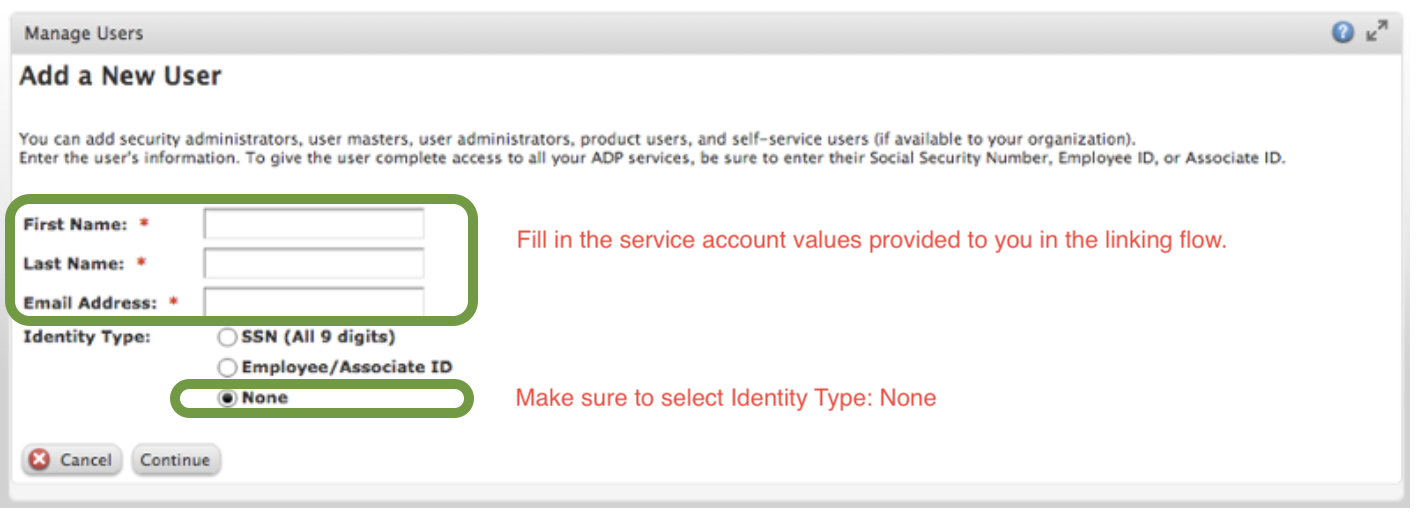 Manage Users
?
Add a New User
You can add security administrators, user masters, user administrators, product users, and self-service users (if available to your organization).
Enter the user's information. To give the user complete access to all your ADP services, be sure to enter their Social Security Number, Employee ID, or Associate ID.
First Name: *
Fill in the service account values provided to you in the linking flow.
Last Name: *
Email Address: *
Identity Type:
SSN (All 9 digits)
Employee/Associate ID
None
Make sure to select Identity Type: None
Cancel
Continue